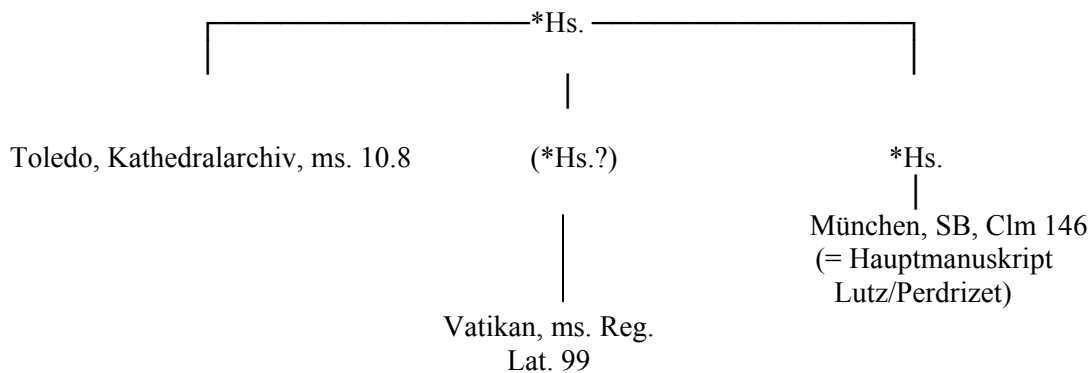 *Hs.
Toledo, Kathedralarchiv, ms. 10.8
(*Hs.?)
*Hs.
München, SB, Clm 146
(= Hauptmanuskript
Lutz/Perdrizet)
Vatikan, ms. Reg.
Lat. 99